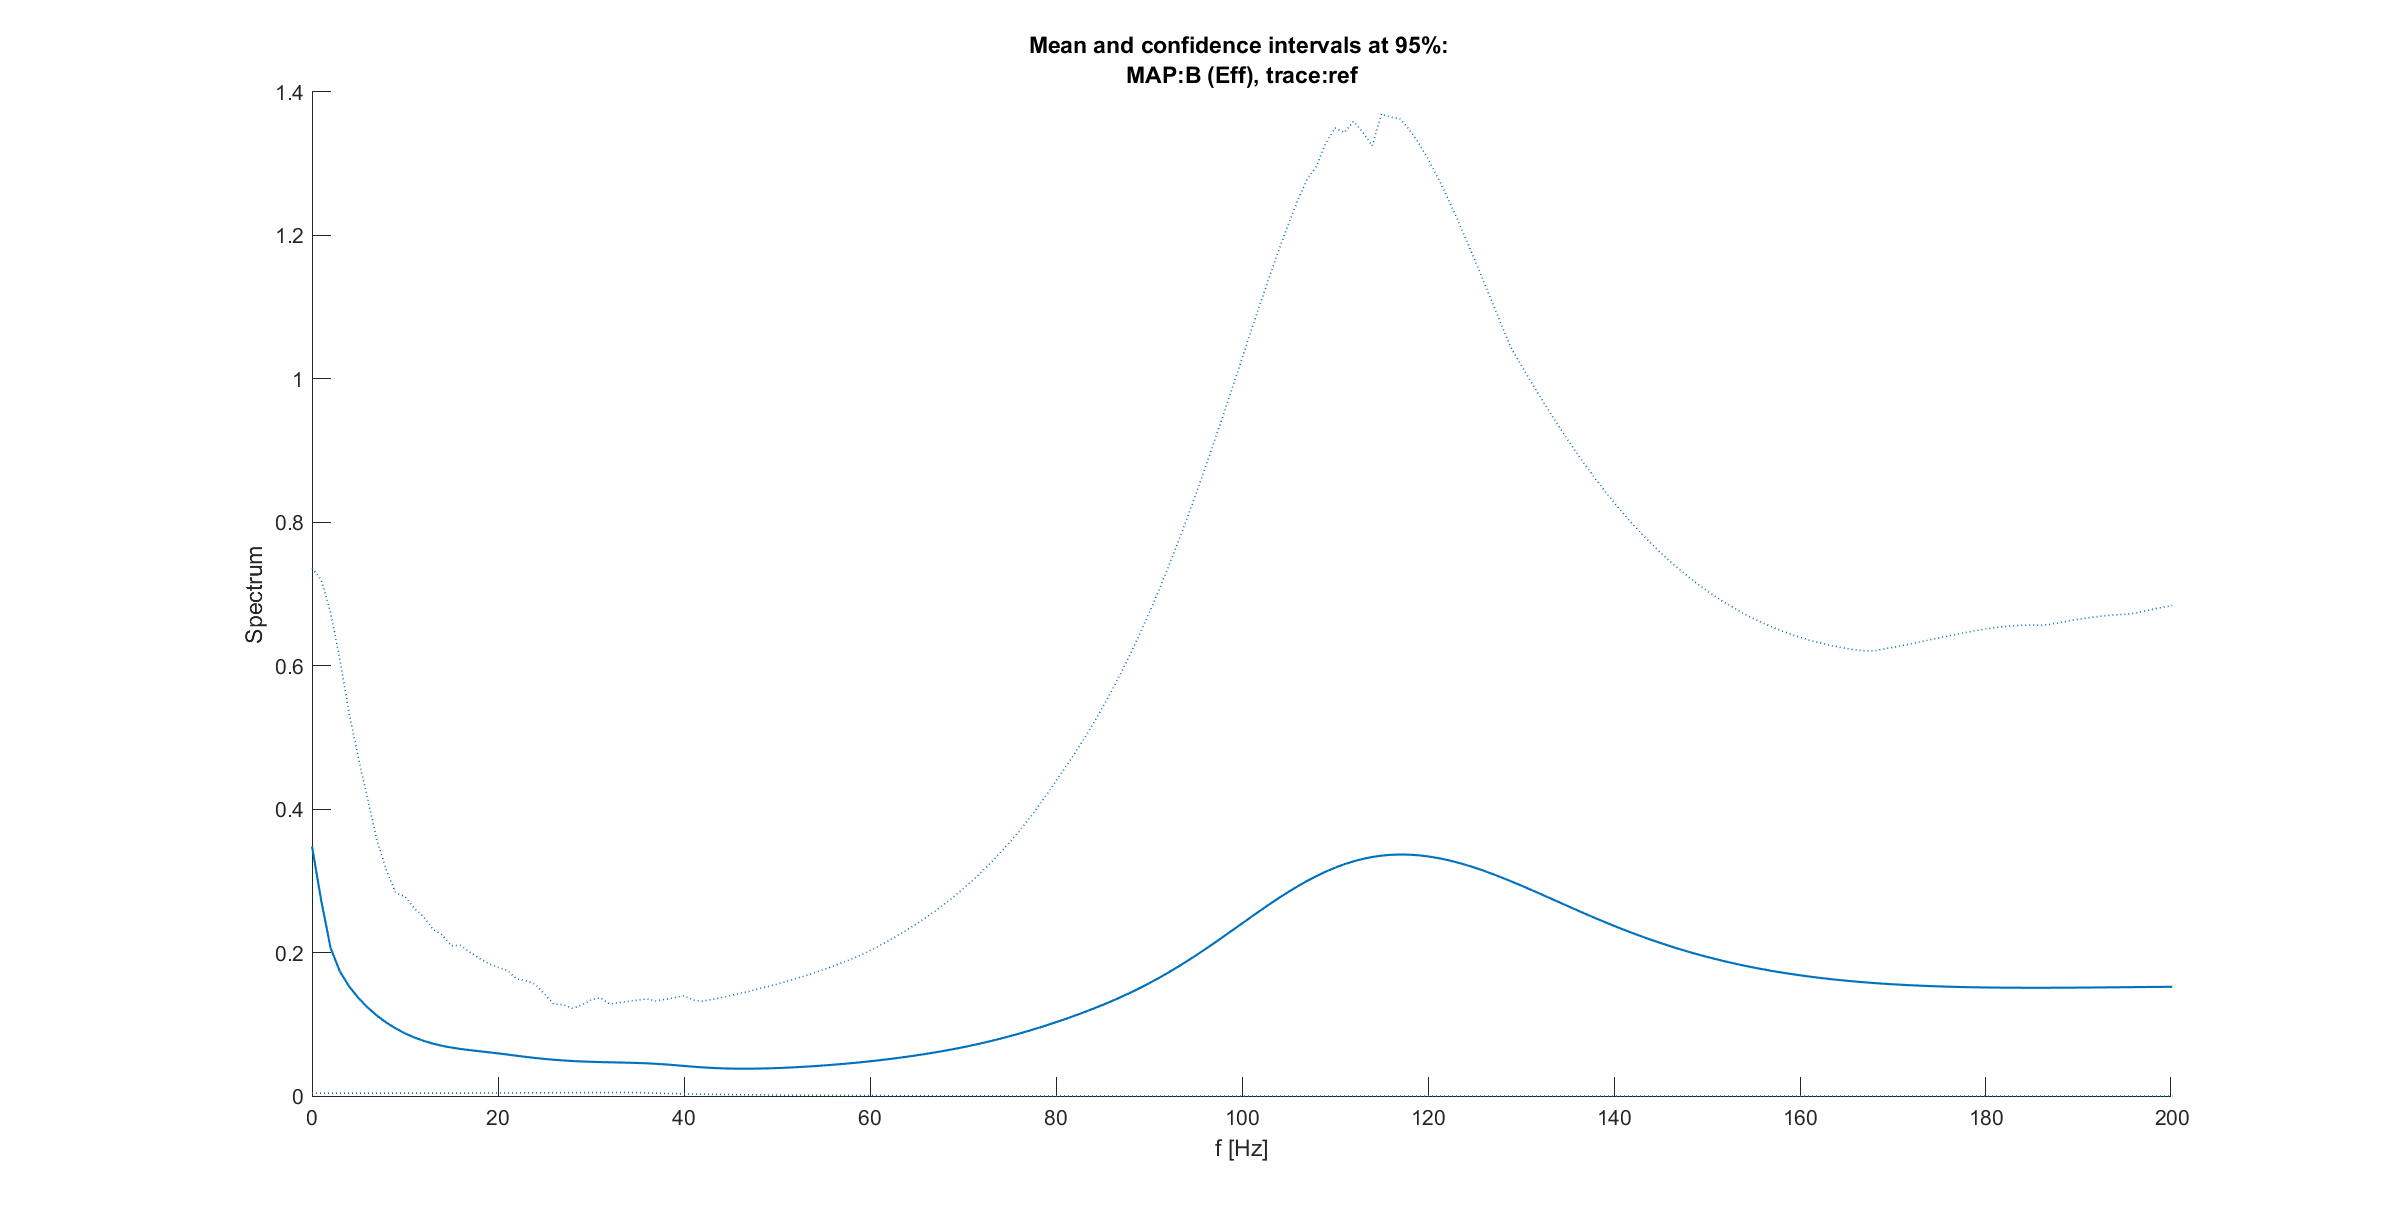 Mean and confidence intervals at 95%:
MAP:B (Eff), trace:ref
1.4
1.2
1
0.8
0.6
0.4
0.2
0
Spectrum
0 20 40 60 80 100 120 140 160 180 200
f [Hz]